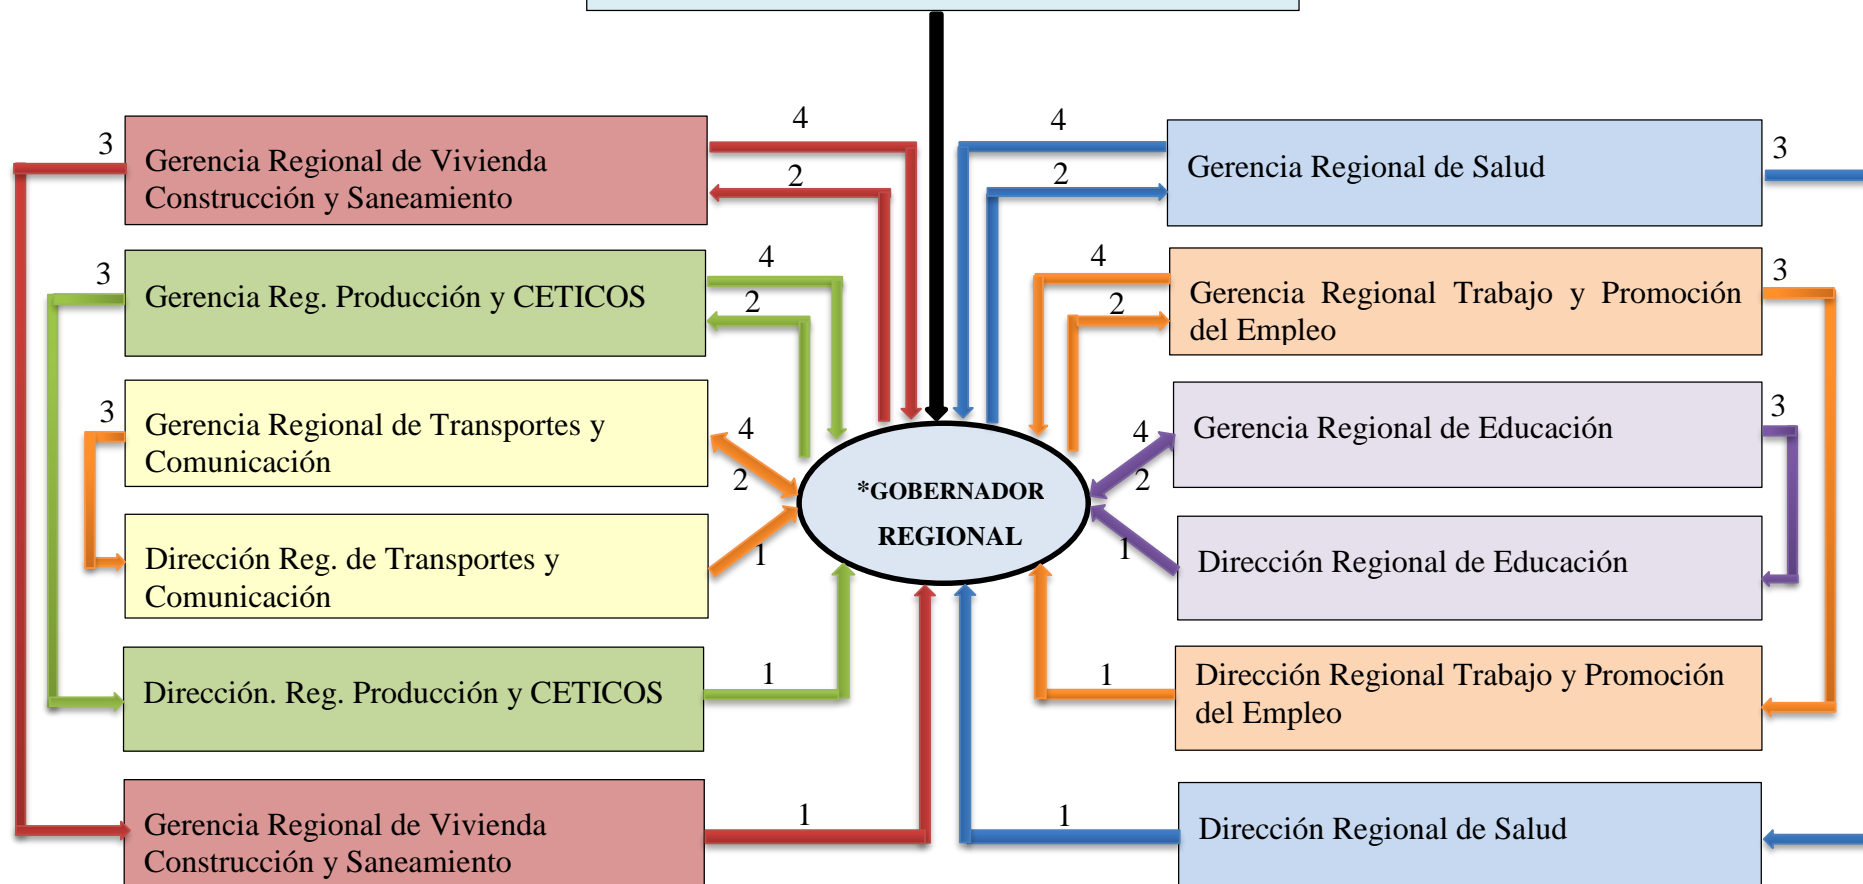 4
4
3
Gerencia Regional de Vivienda
Construcción y Saneamiento
2
2
Gerencia Regional de Salud
3
3
Gerencia Reg. Producción y CETICOS
4
2
4
2
Gerencia Regional Trabajo y Promoción
del Empleo
3
3
Gerencia Regional de Transportes y
Comunicación
4
2
*GOBERNADOR
REGIONAL
4
2
Gerencia Regional de Educación
3
Dirección Reg. de Transportes y
Comunicación
1
1
Dirección Regional de Educación
Dirección. Reg. Producción y CETICOS
1
1
Dirección Regional Trabajo y Promoción
del Empleo
Gerencia Regional de Vivienda
Construcción y Saneamiento
1
1
Dirección Regional de Salud